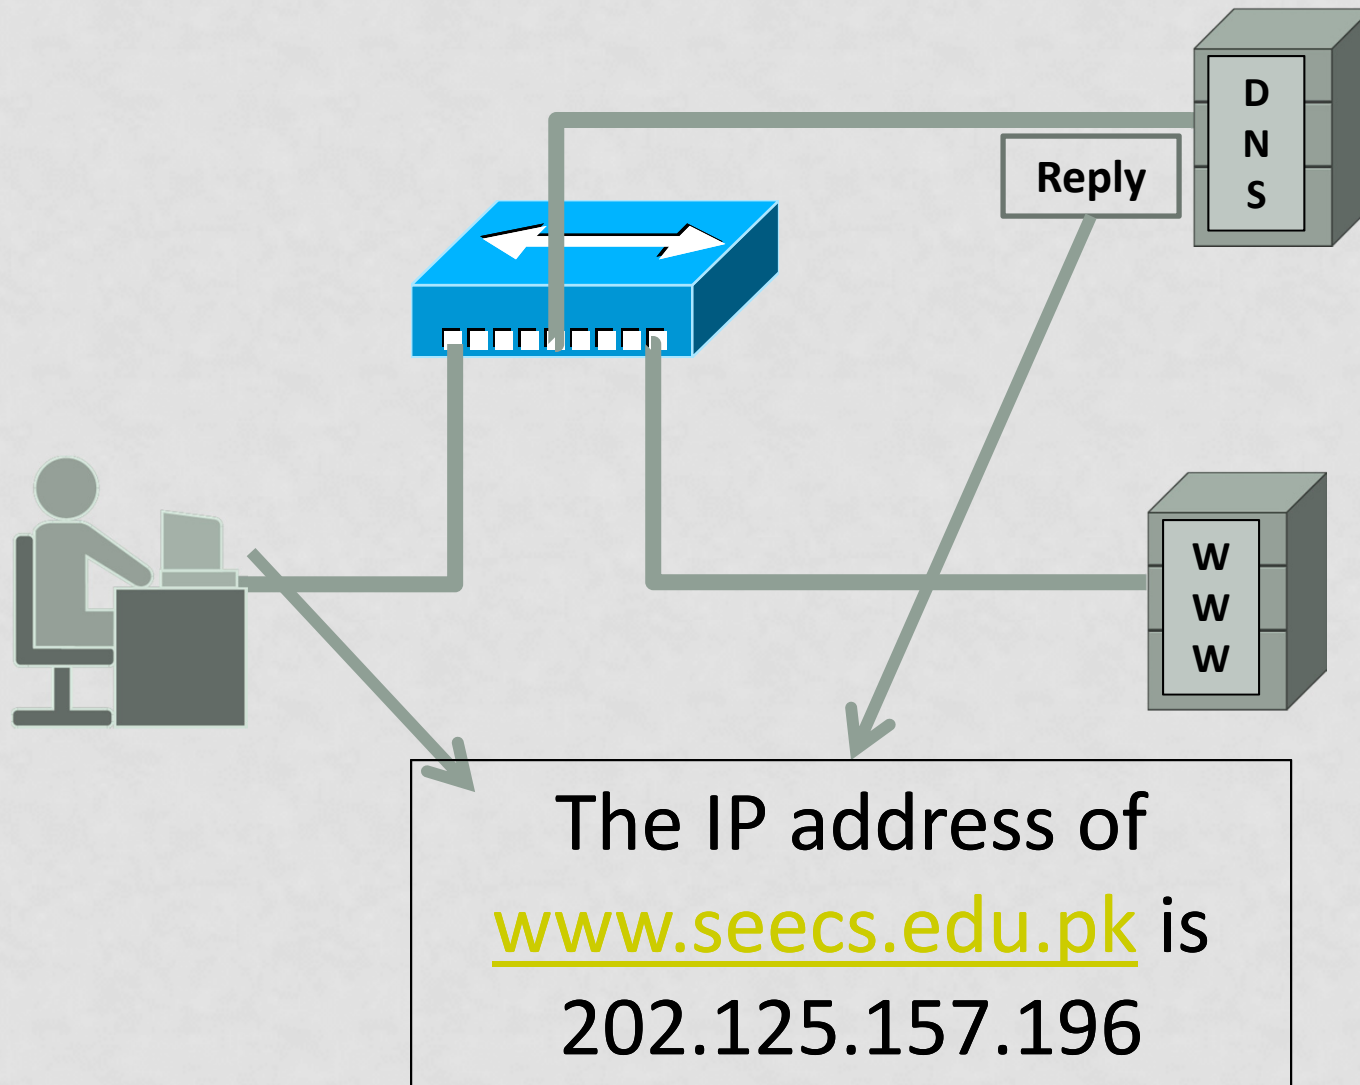 D
N
S
Reply
W
W
W
The IP address of
www.seecs.edu.pk is
202.125.157.196